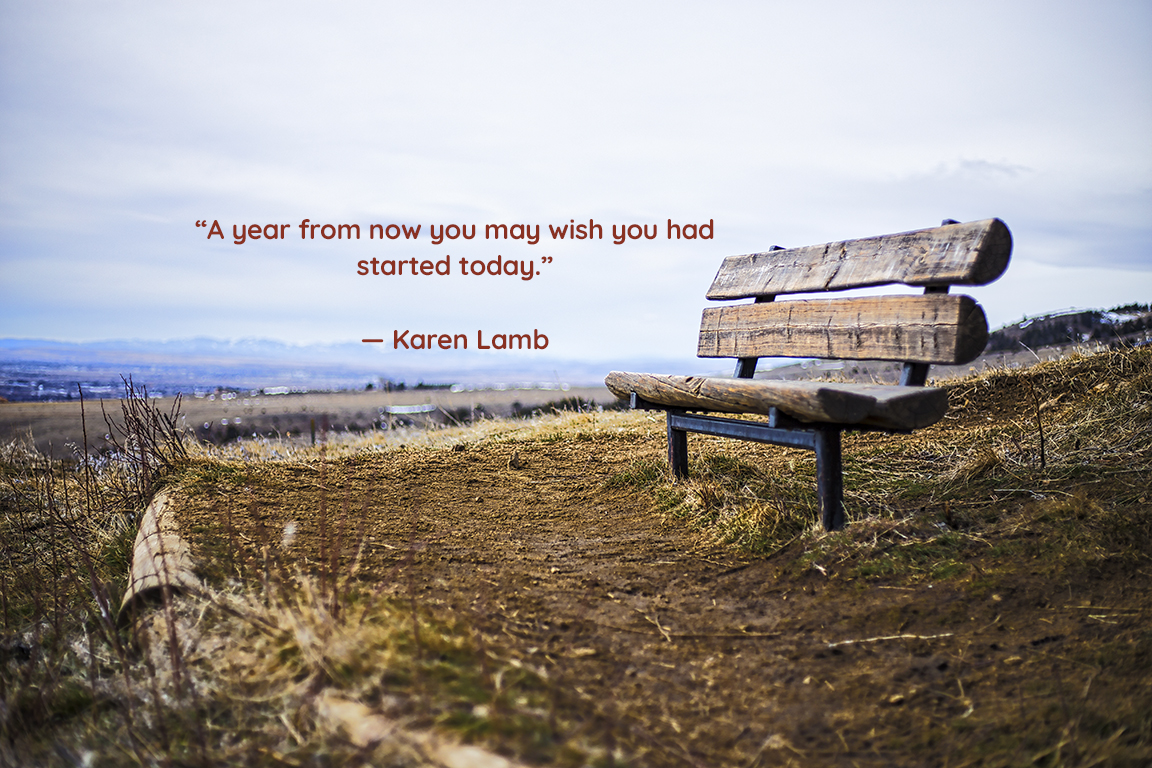 “A year from now you may wish you had
started today.”
— Karen Lamb